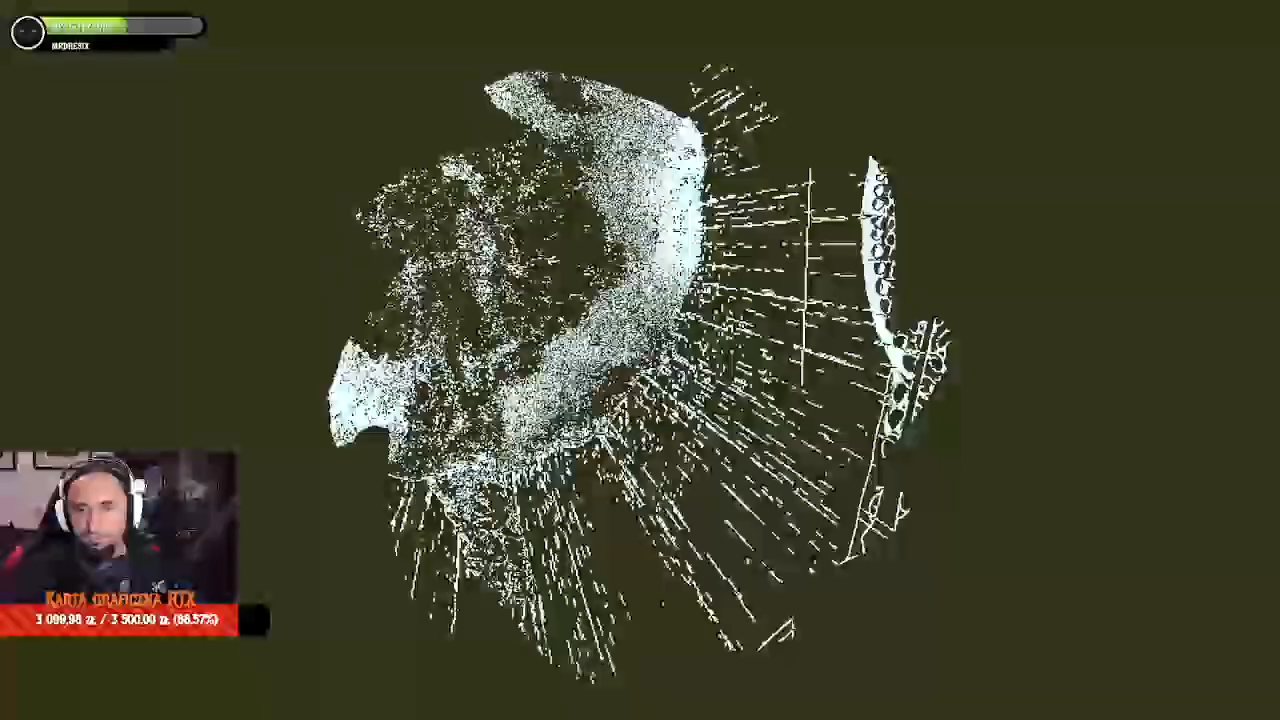 MRDRESIX
KARTA GRAFICZNA RTX
3 099,98 zł / 3 500,00 zł (88.57%)